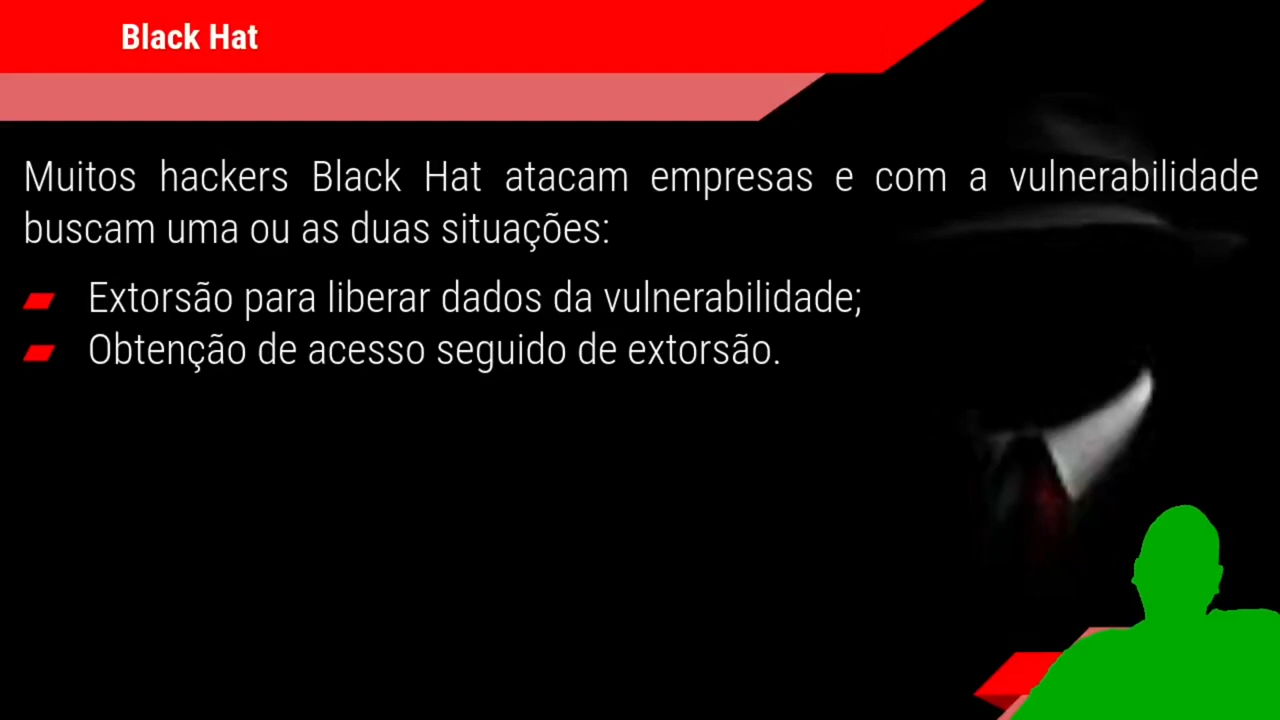 Black Hat
Muitos hackers Black Hat atacam empresas e com a vulnerabilidade
buscam uma ou as duas situações:
Extorsão para liberar dados da vulnerabilidade;
Obtenção de acesso seguido de extorsão.